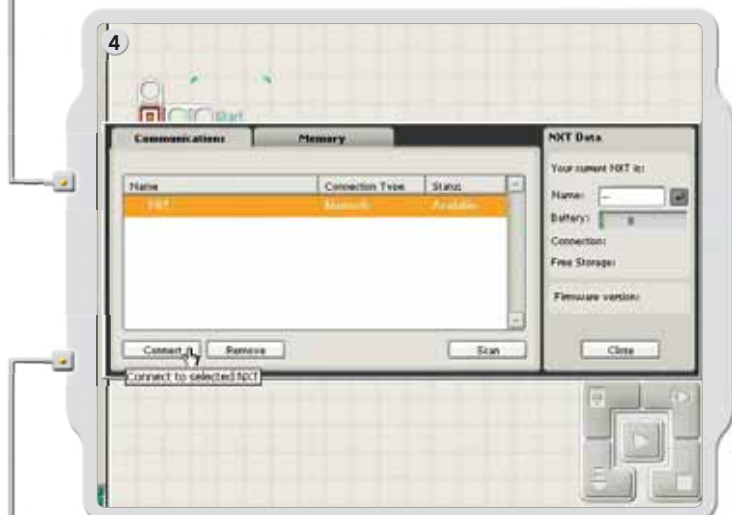 4
Start
Communications Memory
Name Connection Type Status
NXT Bluetooth Available
Connect Remove Scan
Connect to selected NXT
NXT Data
Your current NXT is:
Name: --
Battery: 0
Connection:
Free Storage:
Firmware version:
Close